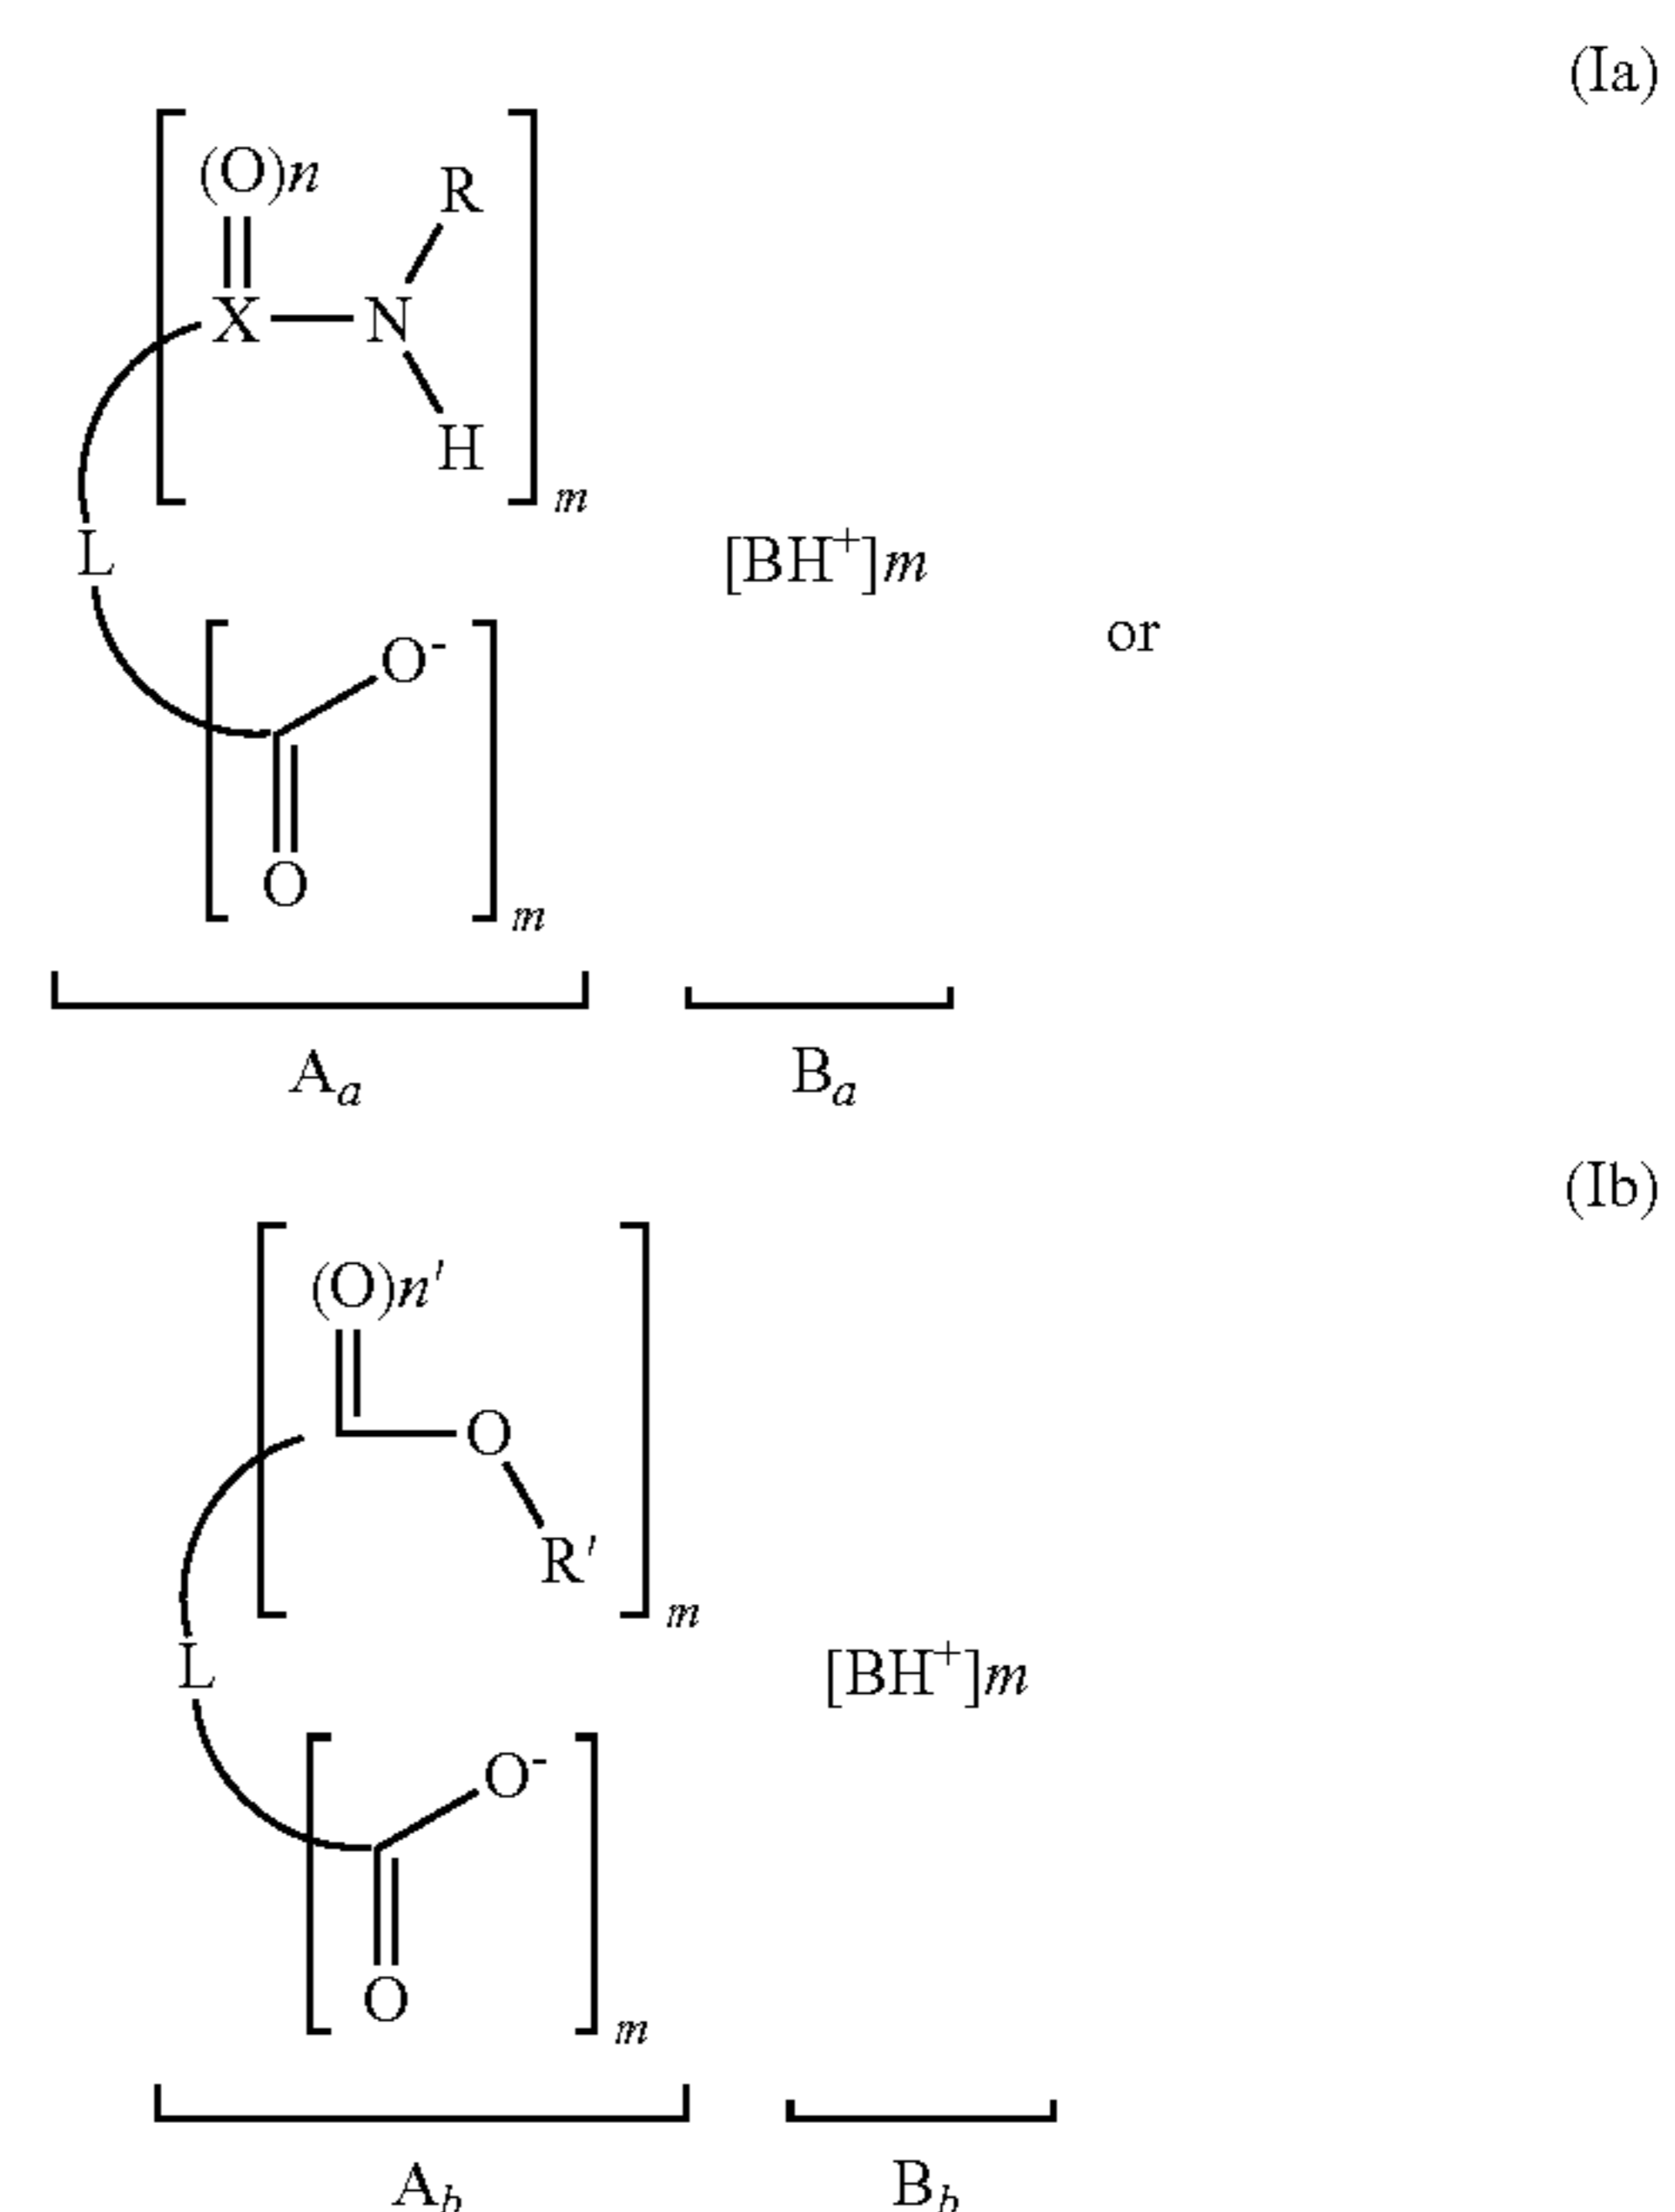 (Ia)
(O)n
R
X — N
H
m
L
[BH+]m
or
O-
O
m
Aa
Ba
(Ib)
(O)n'
O
R'
m
L
[BH+]m
O-
O
m
Ab
Bb